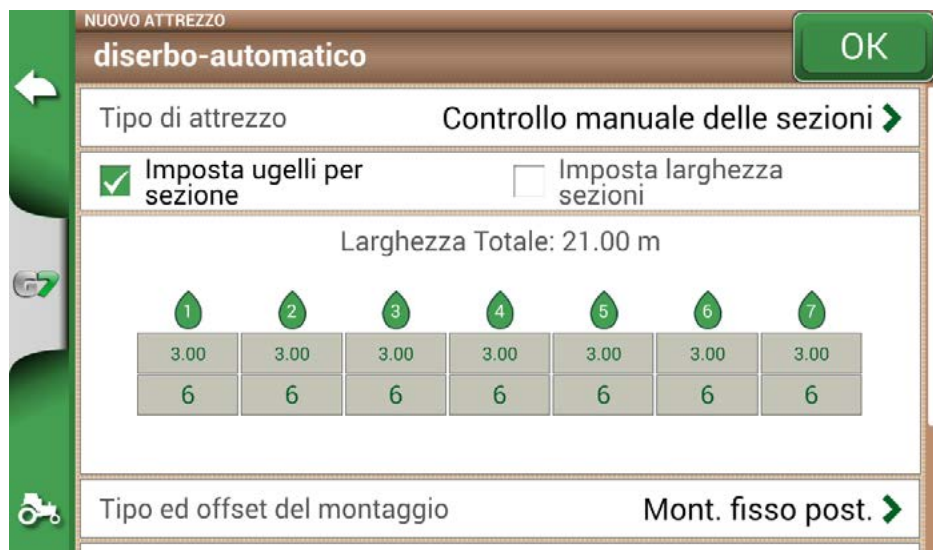 NUOVO ATTREZZO
diserbo-automatico
OK
Tipo di attrezzo
Controllo manuale delle sezioni
Imposta ugelli per
sezione
Imposta larghezza
sezioni
Larghezza Totale: 21.00 m
G7
1 2 3 4 5 6 7
3.00 3.00 3.00 3.00 3.00 3.00 3.00
6 6 6 6 6 6 6
Tipo ed offset del montaggio
Mont. fisso post.